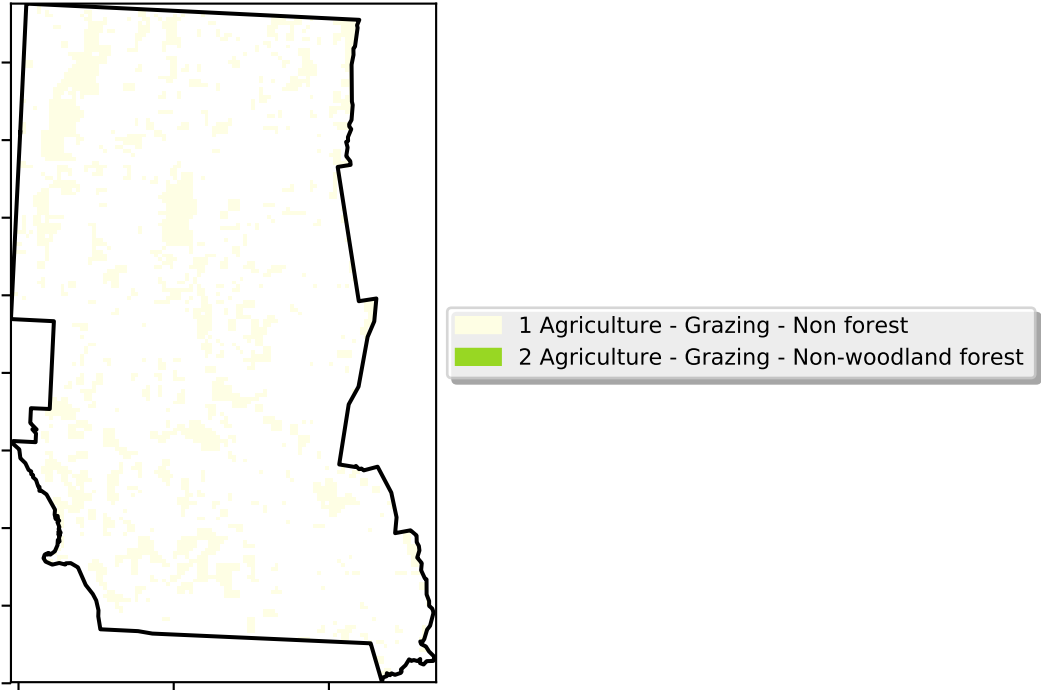 1 Agriculture - Grazing - Non forest
2 Agriculture - Grazing - Non-woodland forest